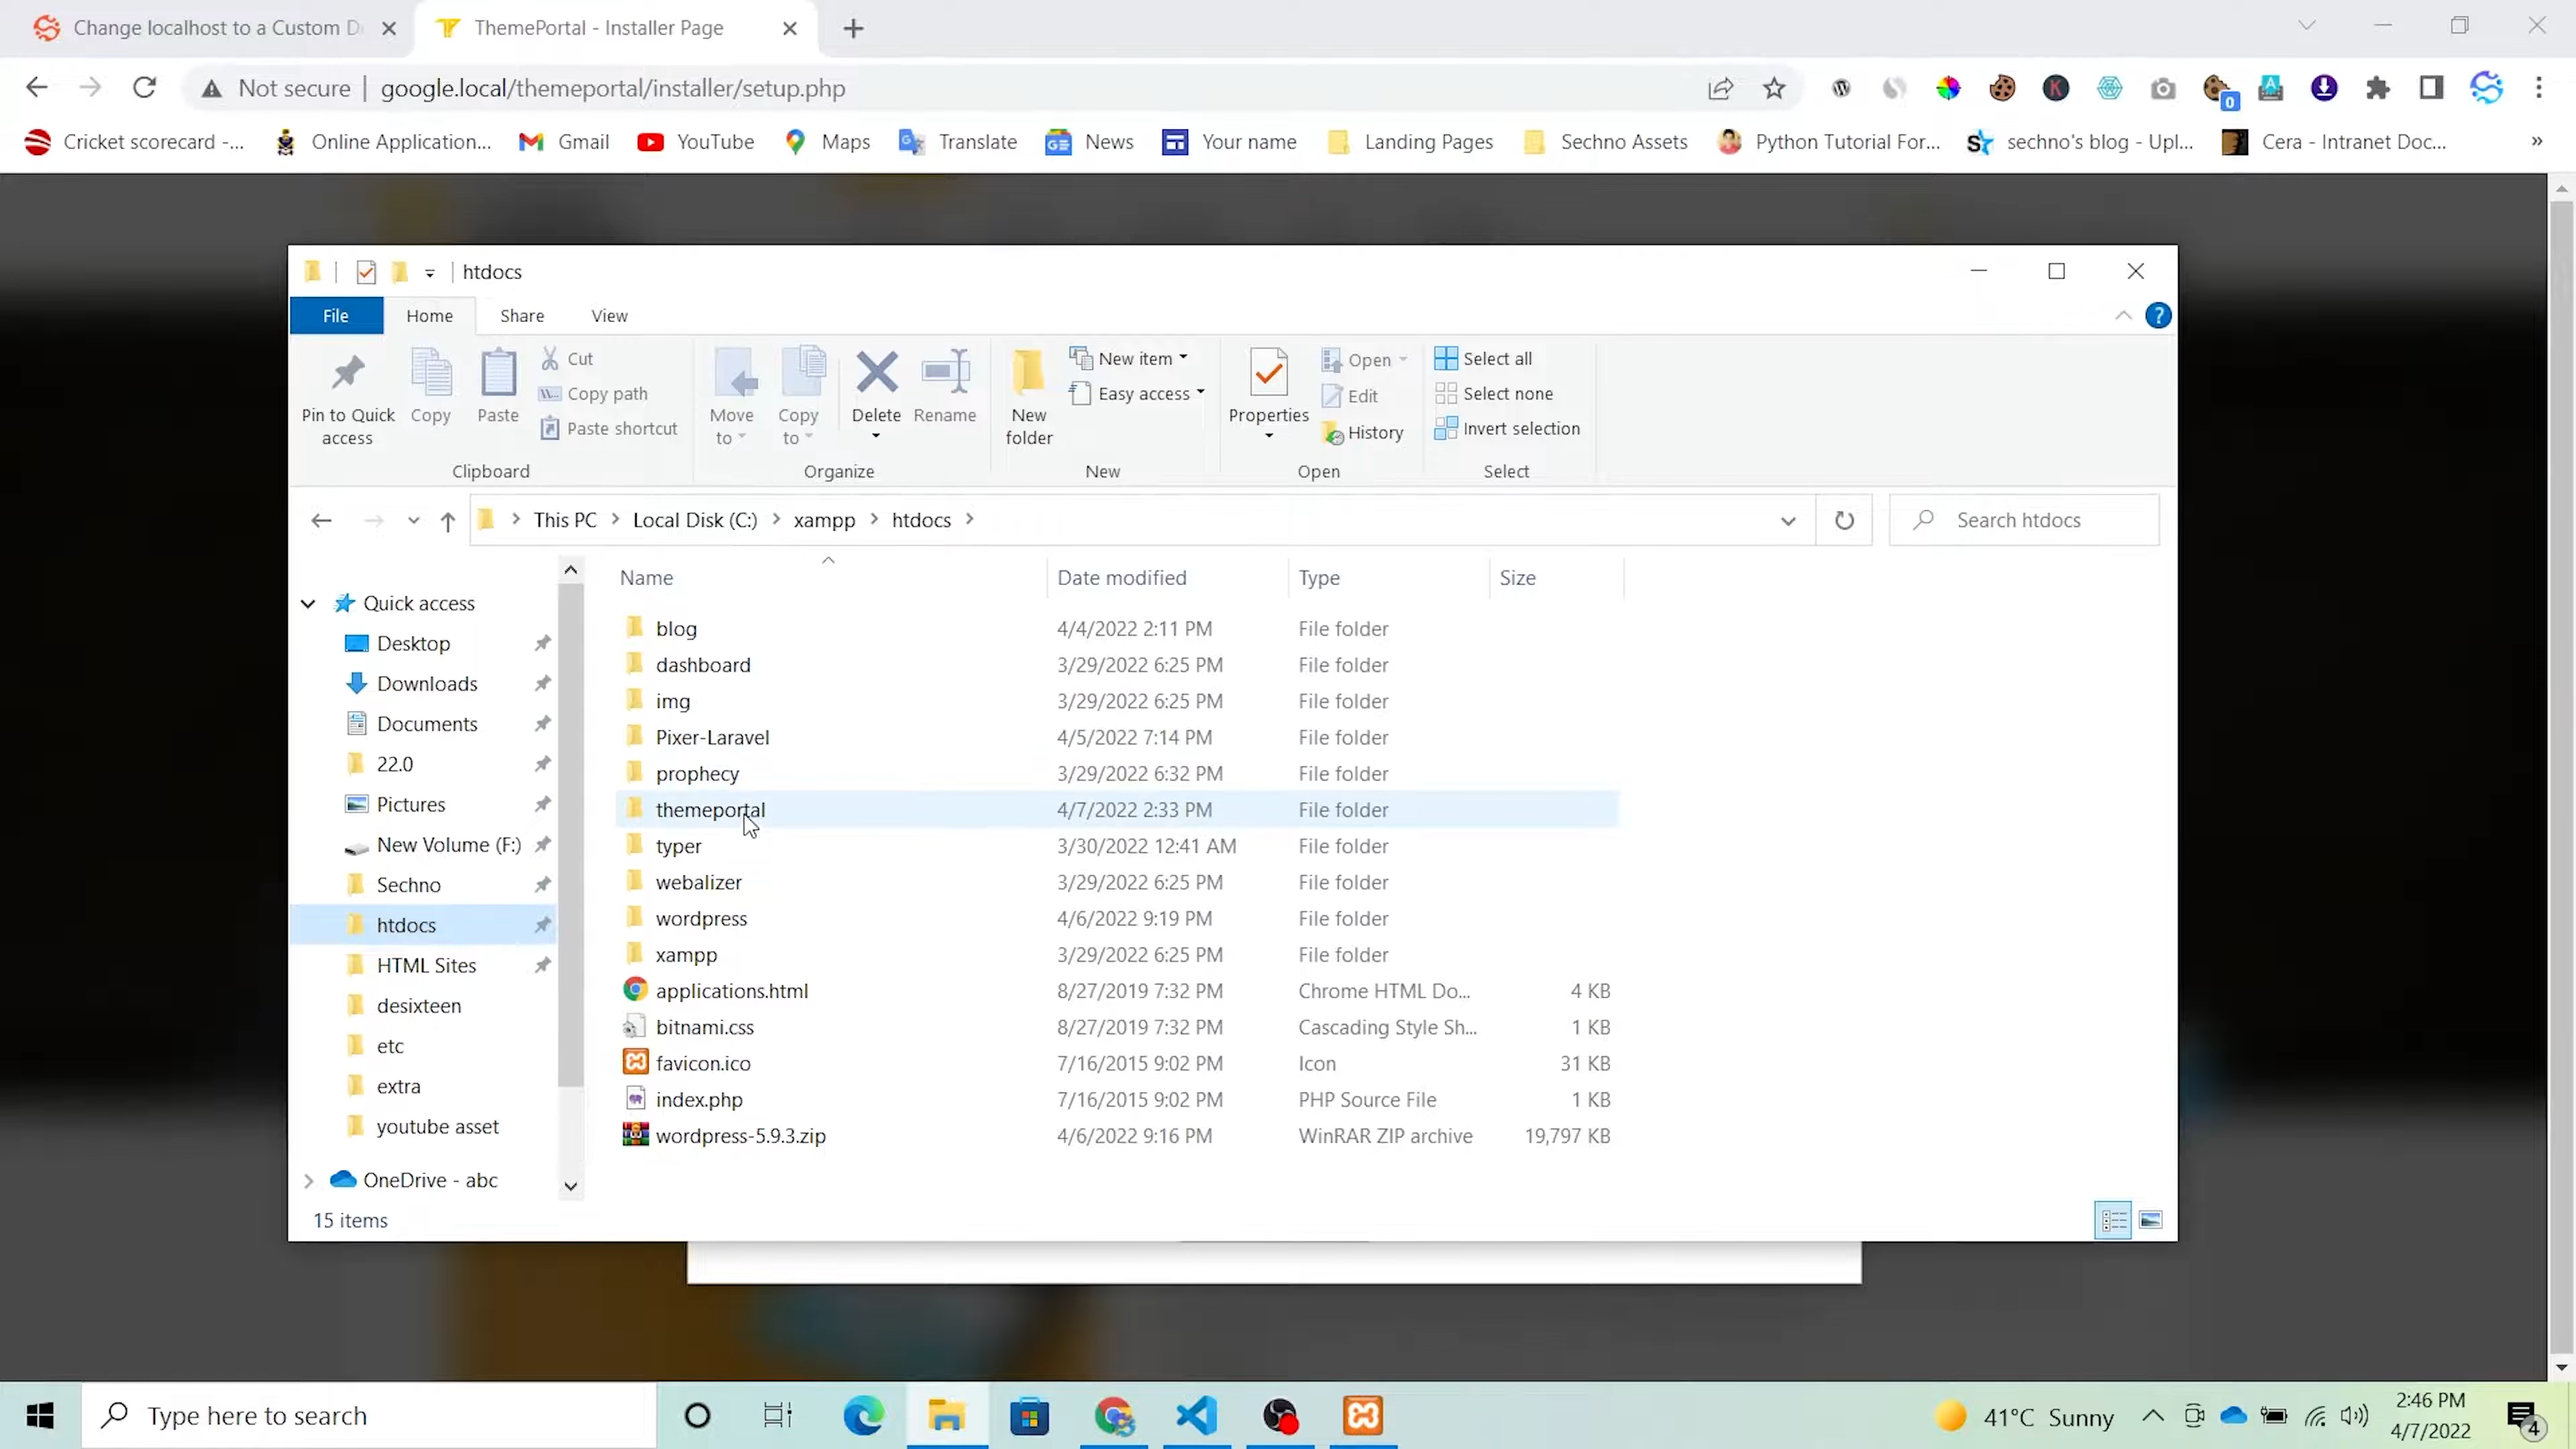 Change localhost to a Custom D
ThemePortal - Installer Page
Not secure | google.local/themeportal/installer/setup.php
0
Cricket scorecard -...
Online Application...
Gmail
YouTube
Maps
Translate
News
Your name
Landing Pages
Sechno Assets
Python Tutorial For...
sechno's blog - Upl...
Cera - Intranet Doc...
»
htdocs
File
Home
Share
View
Pin to Quick access
Copy
Paste
Cut
Copy path
Paste shortcut
Clipboard
Move to
Copy to
Delete
Rename
Organize
New folder
New item
Easy access
New
Properties
Open
Edit
History
Open
Select all
Select none
Invert selection
Select
This PC > Local Disk (C:) > xampp > htdocs >
Search htdocs
Quick access
Desktop
Downloads
Documents
22.0
Pictures
New Volume (F:)
Sechno
htdocs
HTML Sites
desixteen
etc
extra
youtube asset
OneDrive - abc
Name Date modified Type Size
blog 4/4/2022 2:11 PM File folder
dashboard 3/29/2022 6:25 PM File folder
img 3/29/2022 6:25 PM File folder
Pixer-Laravel 4/5/2022 7:14 PM File folder
prophecy 3/29/2022 6:32 PM File folder
themeportal 4/7/2022 2:33 PM File folder
typer 3/30/2022 12:41 AM File folder
webalizer 3/29/2022 6:25 PM File folder
wordpress 4/6/2022 9:19 PM File folder
xampp 3/29/2022 6:25 PM File folder
applications.html 8/27/2019 7:32 PM Chrome HTML Do... 4 KB
bitnami.css 8/27/2019 7:32 PM Cascading Style Sh... 1 KB
favicon.ico 7/16/2015 9:02 PM Icon 31 KB
index.php 7/16/2015 9:02 PM PHP Source File 1 KB
wordpress-5.9.3.zip 4/6/2022 9:16 PM WinRAR ZIP archive 19,797 KB
15 items
Type here to search
41°C Sunny
2:46 PM
4/7/2022
4